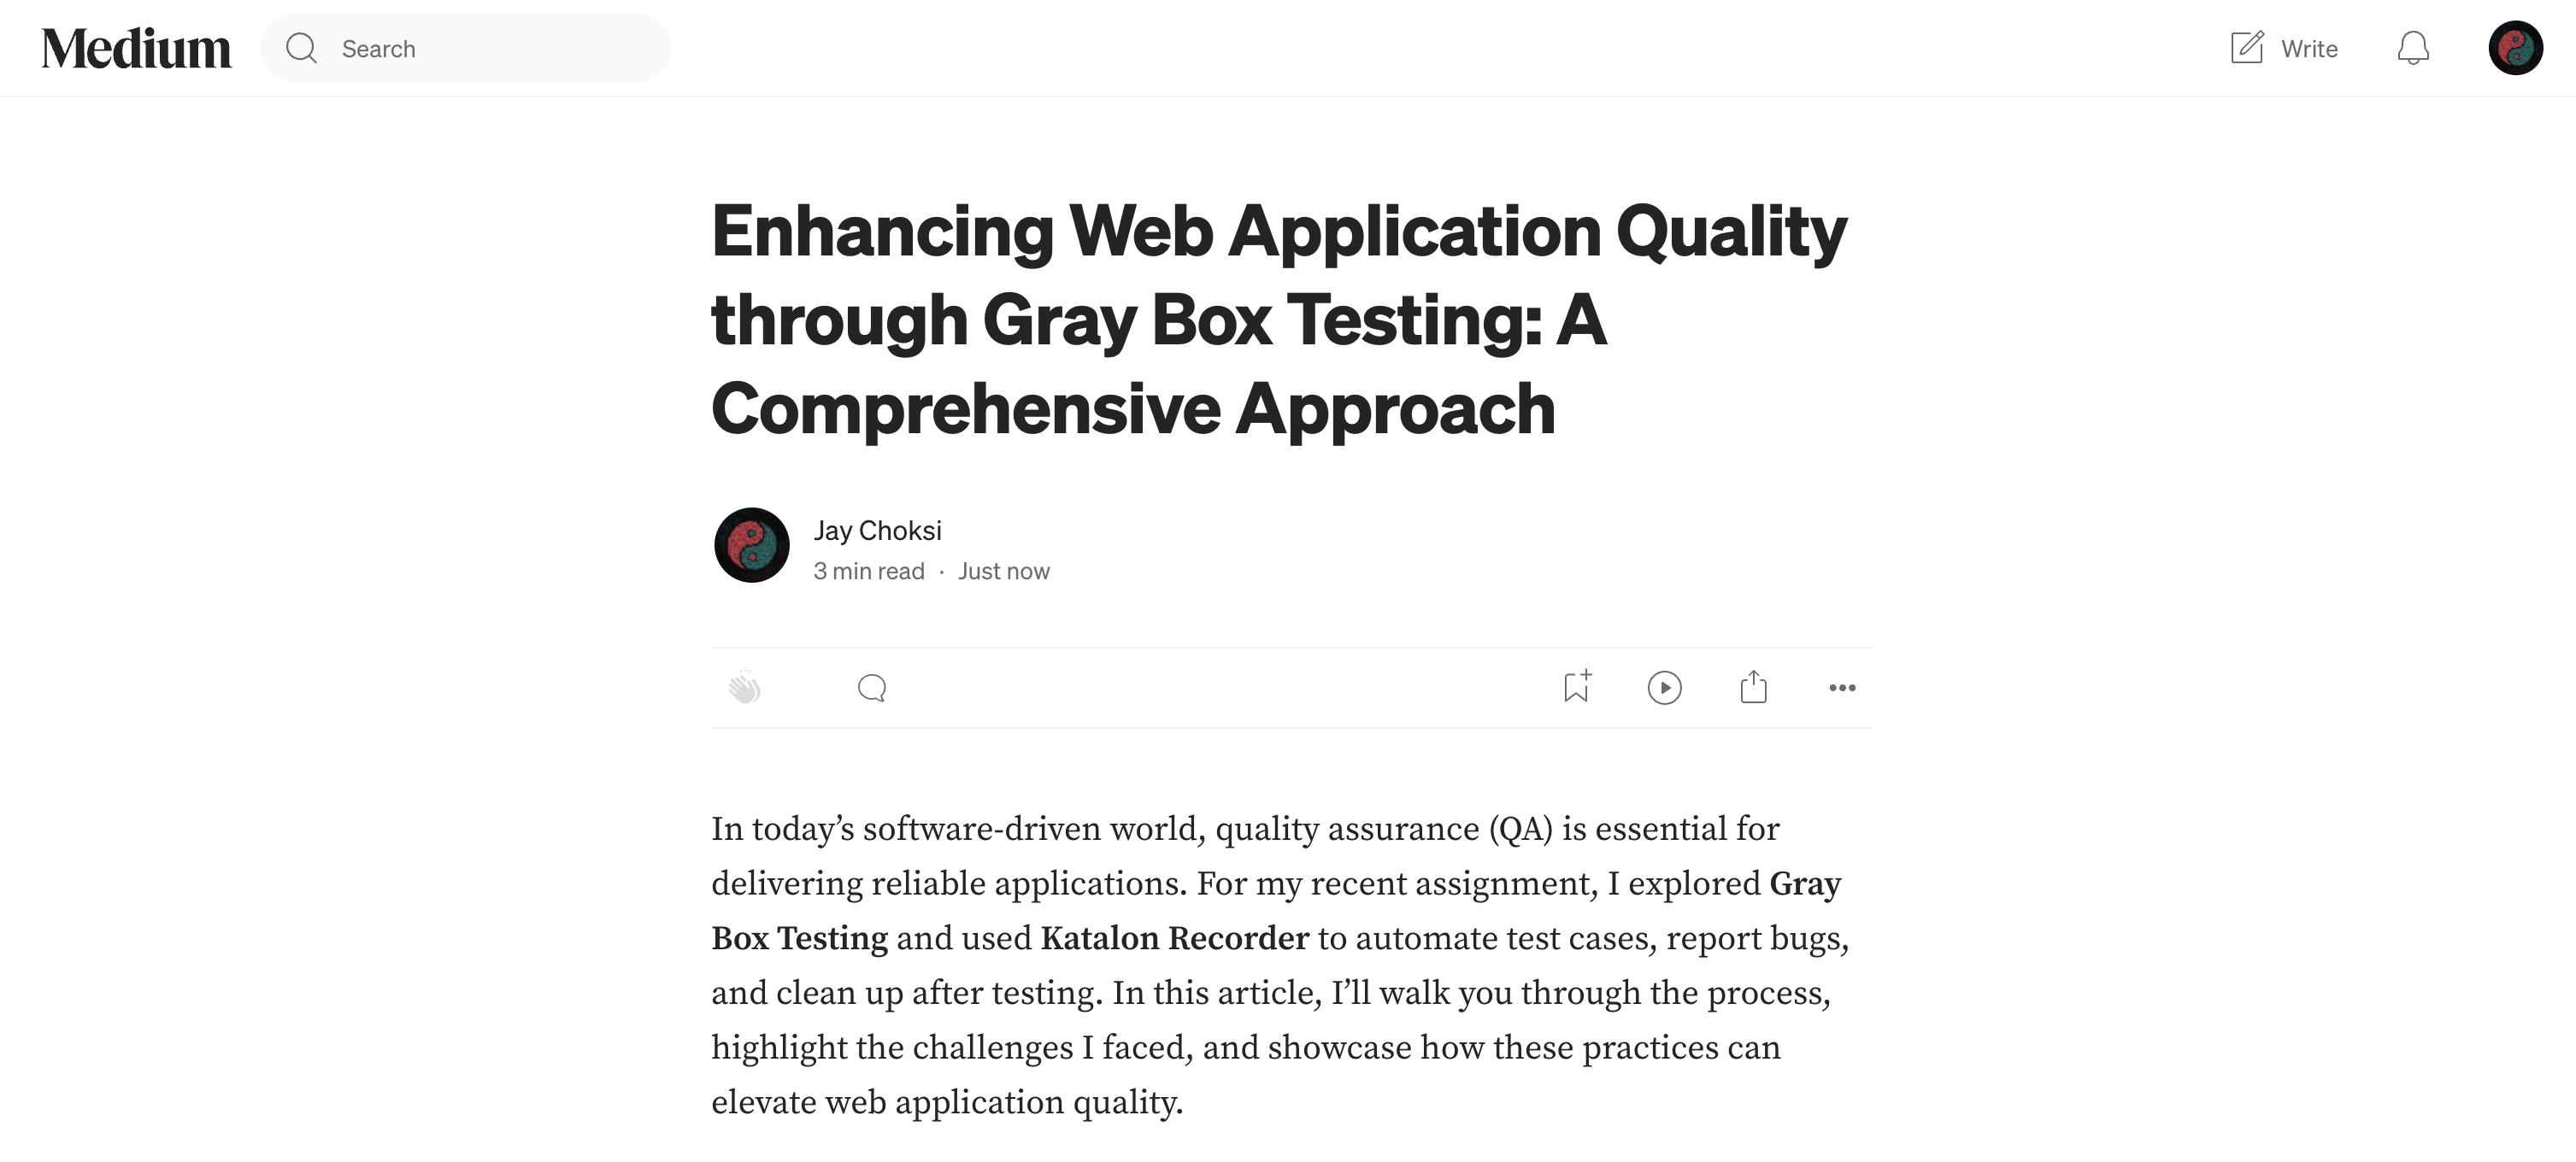 Medium
Search
Write
Enhancing Web Application Quality
through Gray Box Testing: A
Comprehensive Approach
Jay Choksi
3 min read · Just now
In today’s software-driven world, quality assurance (QA) is essential for
delivering reliable applications. For my recent assignment, I explored Gray
Box Testing and used Katalon Recorder to automate test cases, report bugs,
and clean up after testing. In this article, I’ll walk you through the process,
highlight the challenges I faced, and showcase how these practices can
elevate web application quality.